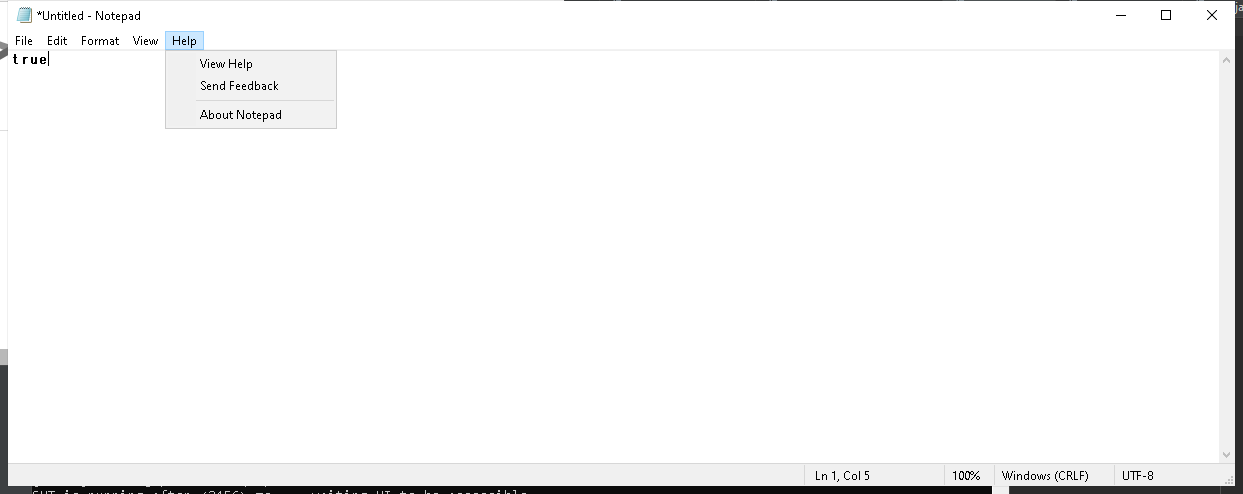 *Untitled - Notepad
File Edit Format View Help
true
View Help
Send Feedback
About Notepad
Ln 1, Col 5 100% Windows (CRLF) UTF-8